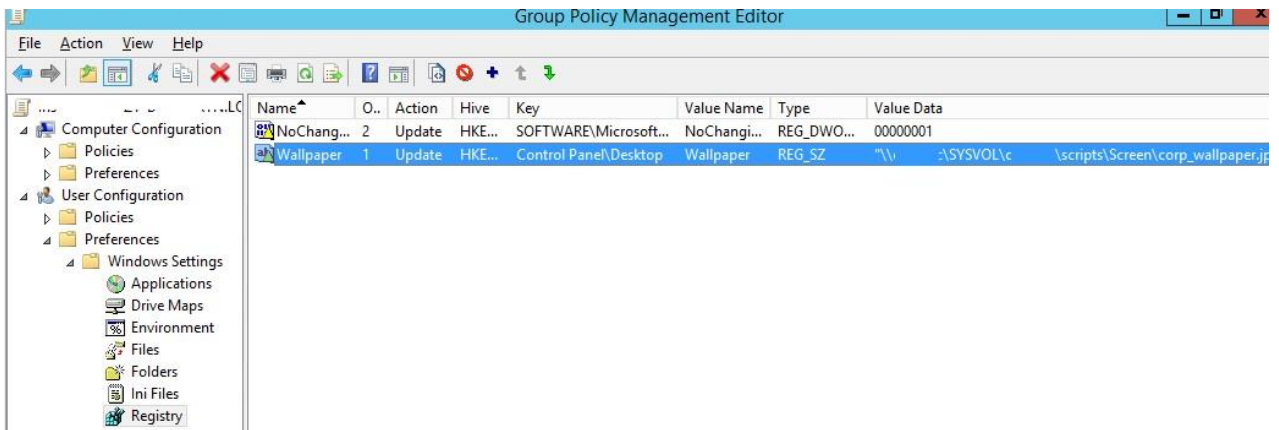 Group Policy Management Editor
File Action View Help
Name O.. Action Hive Key Value Name Type Value Data
Computer Configuration
NoChang... 2 Update HKE... SOFTWARE\Microsoft... NoChangi... REG_DWO... 00000001
Policies
Wallpaper 1 Update HKE... Control Panel\Desktop Wallpaper REG_SZ "\\ :\SYSVOL\c \scripts\Screen\corp_wallpaper.jp
Preferences
User Configuration
Policies
Preferences
Windows Settings
Applications
Drive Maps
Environment
Files
Folders
Ini Files
Registry